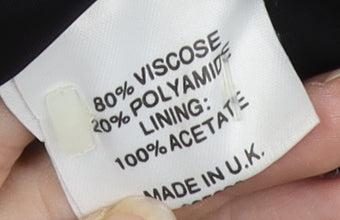 80% VISCOSE
20% POLYAMIDE
LINING:
100% ACETATE
MADE IN U.K.